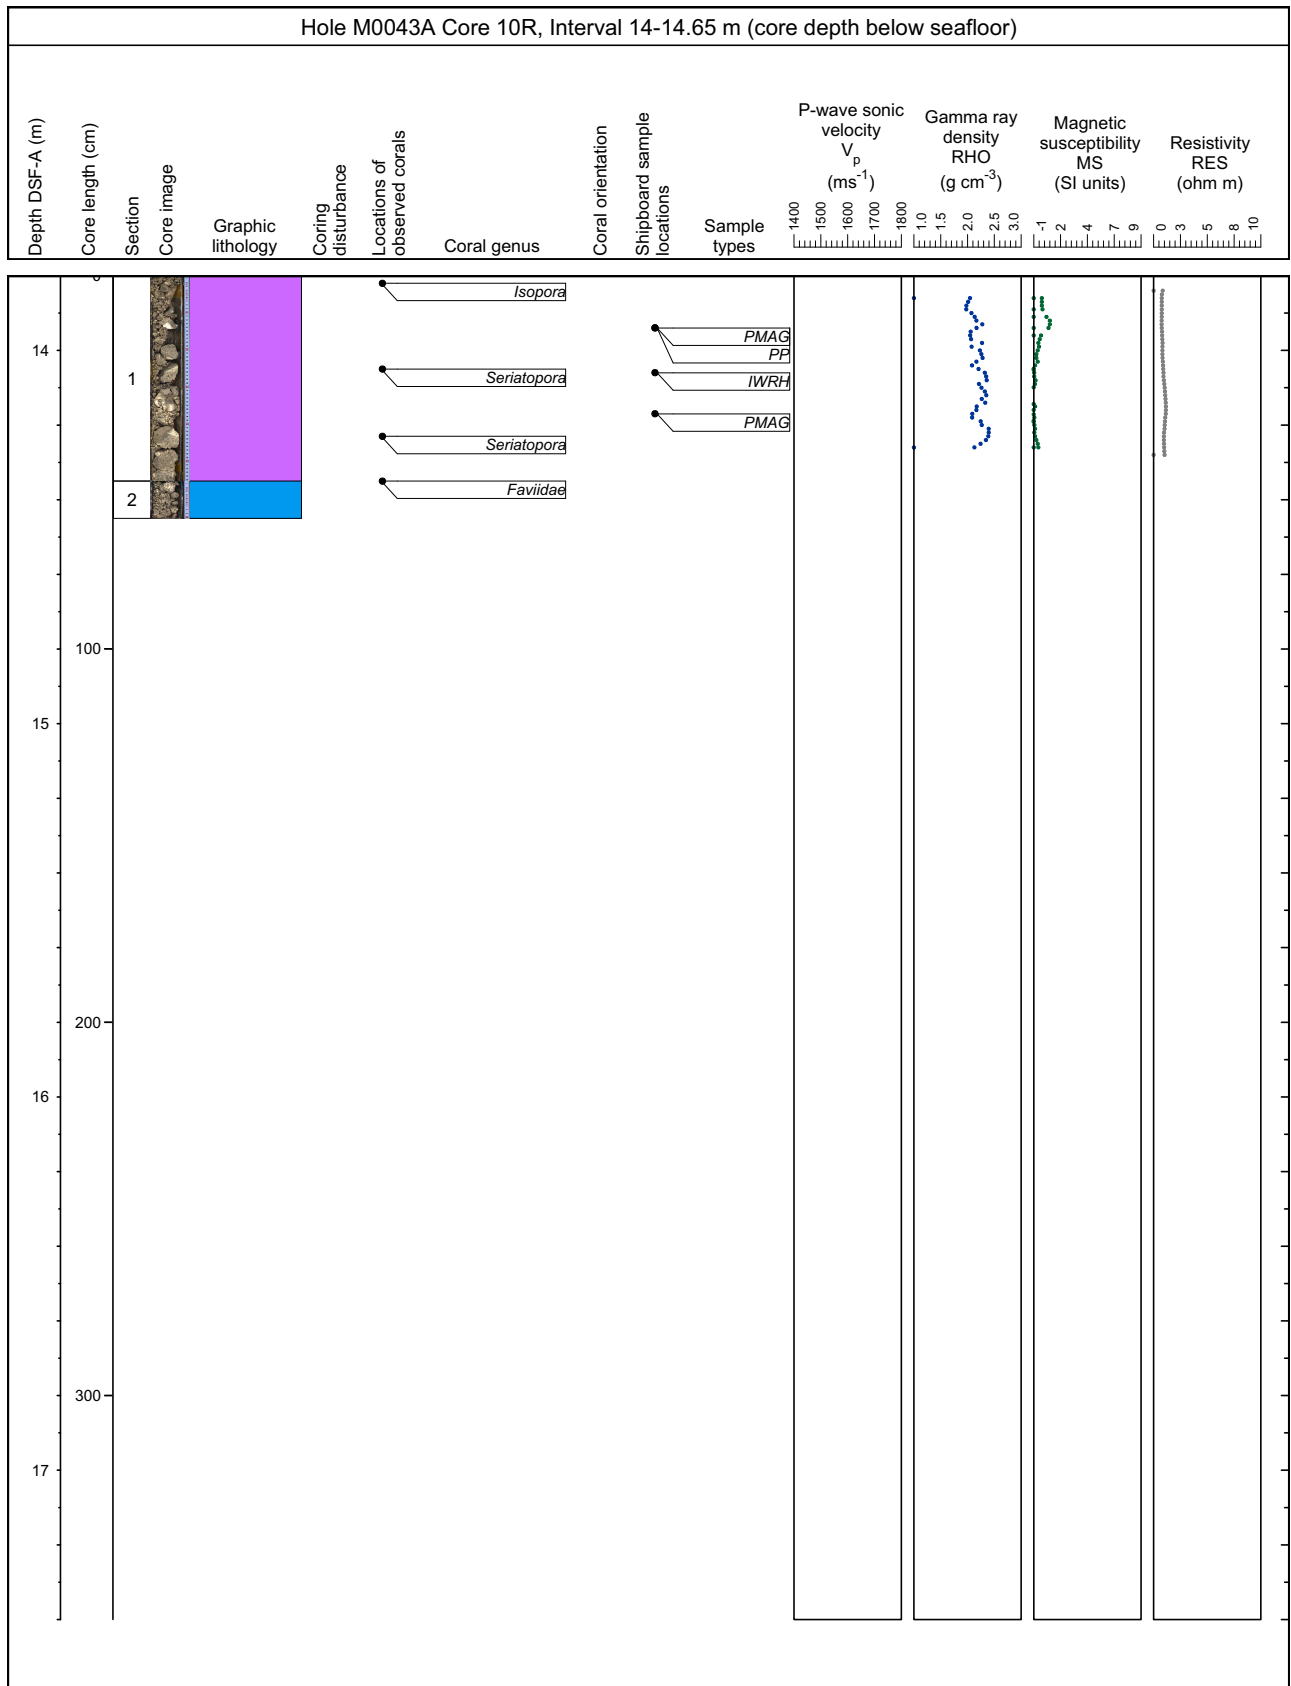 Hole M0043A Core 10R, Interval 14-14.65 m (core depth below seafloor)
Depth DSF-A (m)
Core length (cm)
Section
Core image
Graphic
lithology
Coring
disturbance
Locations of
observed corals
Coral genus
Coral orientation
Shipboard sample
locations
Sample
types
P-wave sonic
velocity
Vp
(ms-1)
1400 1500 1600 1700 1800
Gamma ray
density
RHO
(g cm-3)
1.0 1.5 2.0 2.5 3.0
Magnetic
susceptibility
MS
(SI units)
-1 2 4 7 9
Resistivity
RES
(ohm m)
0 3 5 8 10
0
Isopora
PMAG
14
PP
1
Seriatopora
IWRH
PMAG
Seriatopora
2
Faviidae
100
15
200
16
300
17